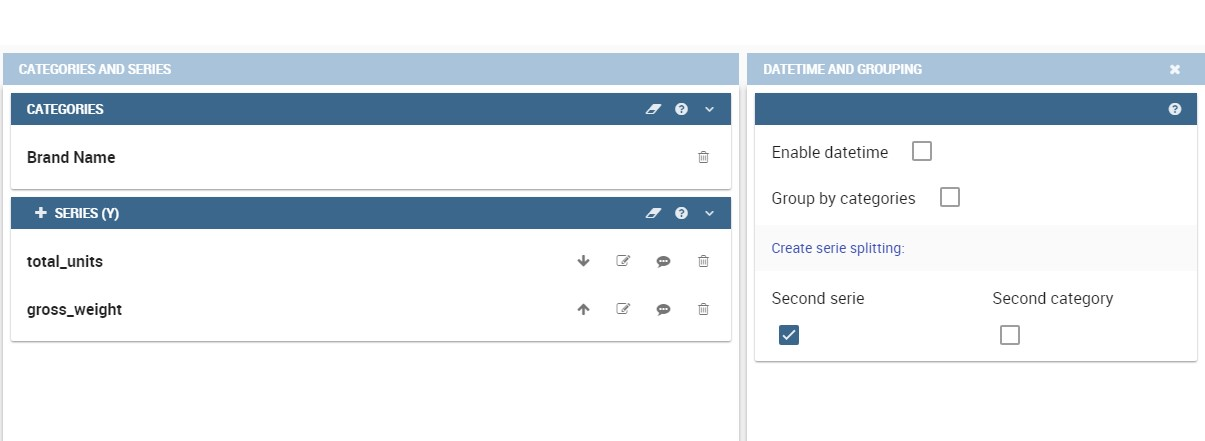 CATEGORIES AND SERIES
CATEGORIES
Brand Name
SERIES (Y)
total_units
gross_weight
DATETIME AND GROUPING
Enable datetime
Group by categories
Create serie splitting:
Second serie Second category